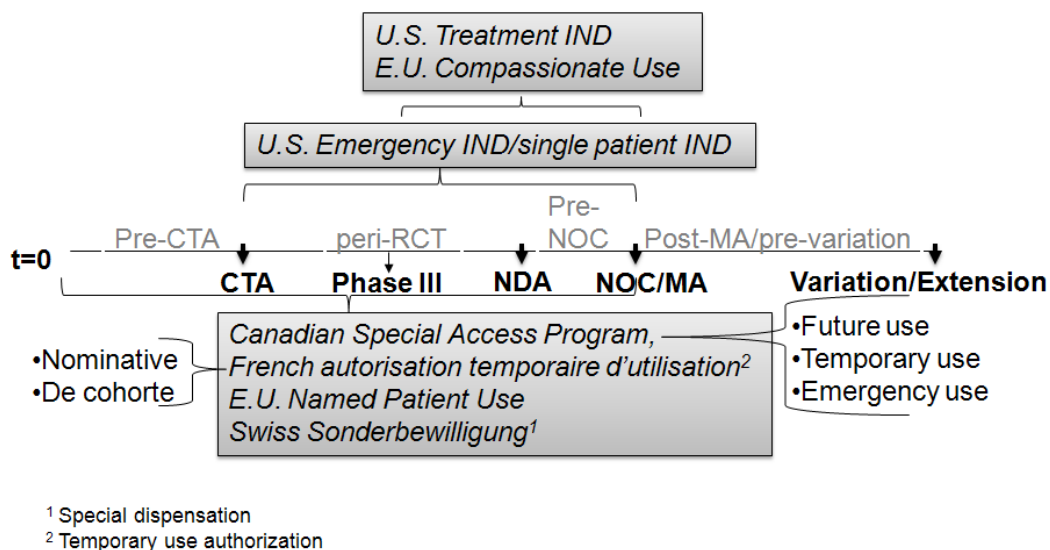 U.S. Treatment IND
E.U. Compassionate Use
U.S. Emergency IND/single patient IND
Pre-
NOC
Pre-CTA
peri-RCT
Post-MA/pre-variation
t=0
CTA
Phase III
NDA
NOC/MA
Variation/Extension
•Nominative
•De cohorte
Canadian Special Access Program,
French autorisation temporaire d’utilisation²
E.U. Named Patient Use
Swiss Sonderbewilligung¹
•Future use
•Temporary use
•Emergency use
¹ Special dispensation
² Temporary use authorization